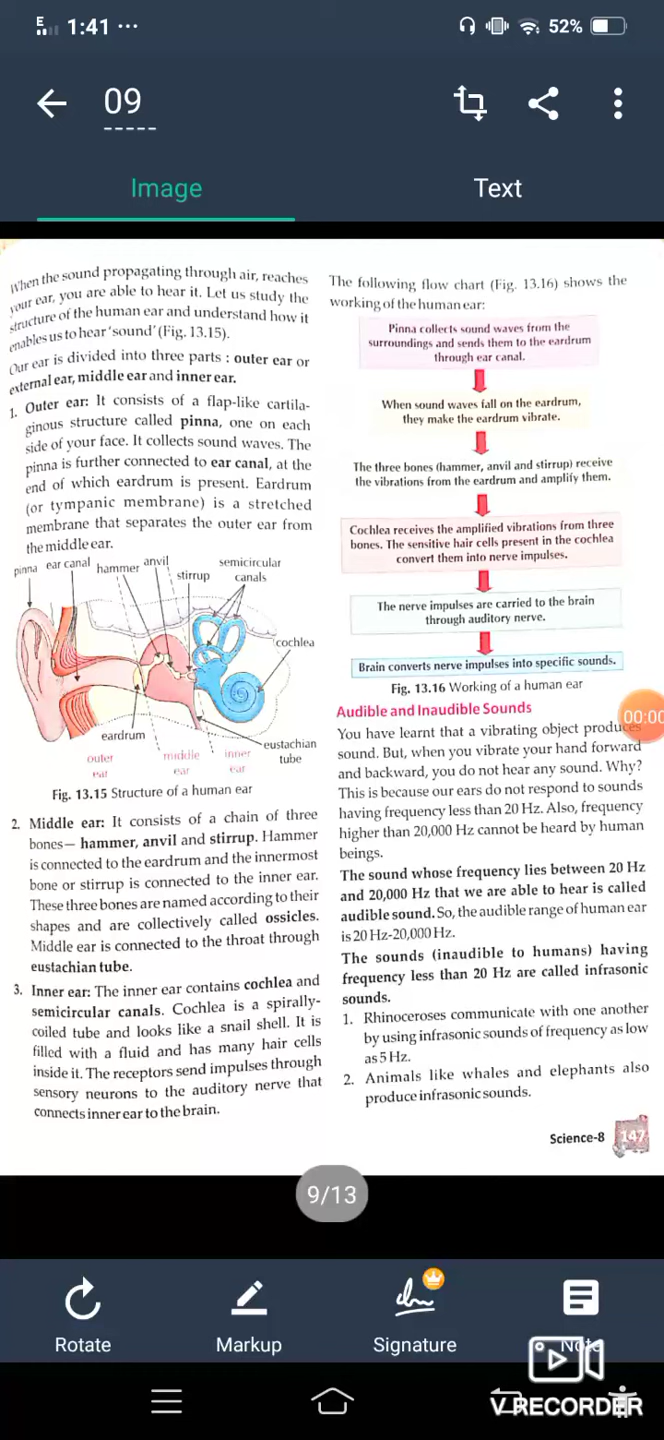 E
1:41 ...
52%
09
Image
Text
When the sound propagating through air, reaches
your ear, you are able to hear it. Let us study the
structure of the human ear and understand how it
enables us to hear 'sound' (Fig. 13.15).
Our ear is divided into three parts : outer ear or
external ear, middle ear and inner ear.
1. Outer ear: It consists of a flap-like cartila-
ginous structure called pinna, one on each
side of your face. It collects sound waves. The
pinna is further connected to ear canal, at the
end of which eardrum is present. Eardrum
(or tympanic membrane) is a stretched
membrane that separates the outer ear from
the middle ear.
pinna ear canal hammer anvil stirrup semicircular
canals
cochlea
eardrum
eustachian
tube
outer
ear
middle
ear
inner
ear
Fig. 13.15 Structure of a human ear
2. Middle ear: It consists of a chain of three
bones— hammer, anvil and stirrup. Hammer
is connected to the eardrum and the innermost
bone or stirrup is connected to the inner ear.
These three bones are named according to their
shapes and are collectively called ossicles.
Middle ear is connected to the throat through
eustachian tube.
3. Inner ear: The inner ear contains cochlea and
semicircular canals. Cochlea is a spirally-
coiled tube and looks like a snail shell. It is
filled with a fluid and has many hair cells
inside it. The receptors send impulses through
sensory neurons to the auditory nerve that
connects inner ear to the brain.
The following flow chart (Fig. 13.16) shows the
working of the human ear:
Pinna collects sound waves from the
surroundings and sends them to the eardrum
through ear canal.
When sound waves fall on the eardrum,
they make the eardrum vibrate.
The three bones (hammer, anvil and stirrup) receive
the vibrations from the eardrum and amplify them.
Cochlea receives the amplified vibrations from three
bones. The sensitive hair cells present in the cochlea
convert them into nerve impulses.
The nerve impulses are carried to the brain
through auditory nerve.
Brain converts nerve impulses into specific sounds.
Fig. 13.16 Working of a human ear
Audible and Inaudible Sounds
You have learnt that a vibrating object produces
sound. But, when you vibrate your hand forward
and backward, you do not hear any sound. Why?
This is because our ears do not respond to sounds
having frequency less than 20 Hz. Also, frequency
higher than 20,000 Hz cannot be heard by human
beings.
The sound whose frequency lies between 20 Hz
and 20,000 Hz that we are able to hear is called
audible sound. So, the audible range of human ear
is 20 Hz-20,000 Hz.
The sounds (inaudible to humans) having
frequency less than 20 Hz are called infrasonic
sounds.
1. Rhinoceroses communicate with one another
by using infrasonic sounds of frequency as low
as 5 Hz.
2. Animals like whales and elephants also
produce infrasonic sounds.
Science-8 147
00:00
9/13
Rotate
Markup
Signature
Note
V RECORDER